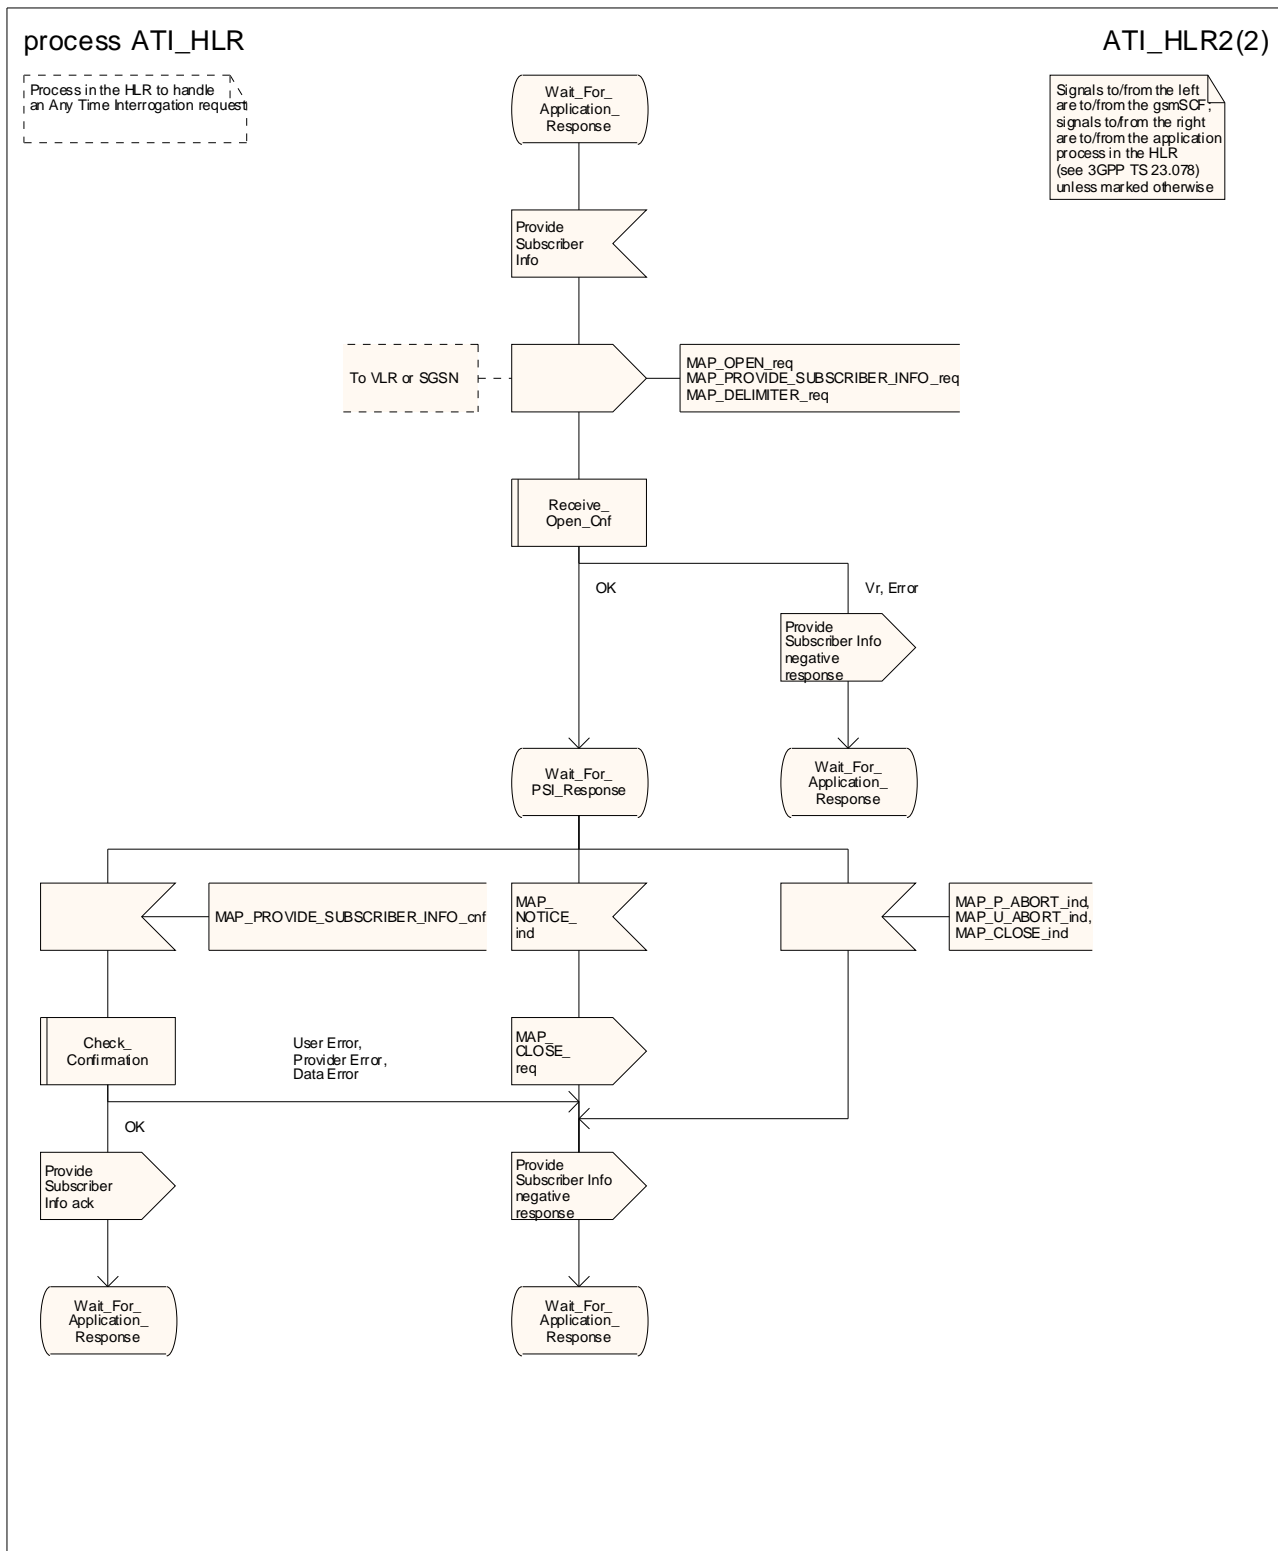 process ATI_HLR
ATI_HLR2(2)
Process in the HLR to handle
an Any Time Interrogation request
Wait_For_
Application_
Response
Signals to/from the left
are to/from the gsmSCF;
signals to/from the right
are to/from the application
process in the HLR
(see 3GPP TS 23.078)
unless marked otherwise
Provide
Subscriber
Info
To VLR or SGSN
MAP_OPEN_req
MAP_PROVIDE_SUBSCRIBER_INFO_req
MAP_DELIMITER_req
Receive_
Open_Cnf
OK
Vr, Error
Provide
Subscriber Info
negative
response
Wait_For_
PSI_Response
Wait_For_
Application_
Response
MAP_PROVIDE_SUBSCRIBER_INFO_cnf
MAP_
NOTICE_
ind
MAP_P_ABORT_ind,
MAP_U_ABORT_ind,
MAP_CLOSE_ind
Check_
Confirmation
User Error,
Provider Error,
Data Error
MAP_
CLOSE_
req
OK
Provide
Subscriber
Info ack
Provide
Subscriber Info
negative
response
Wait_For_
Application_
Response
Wait_For_
Application_
Response